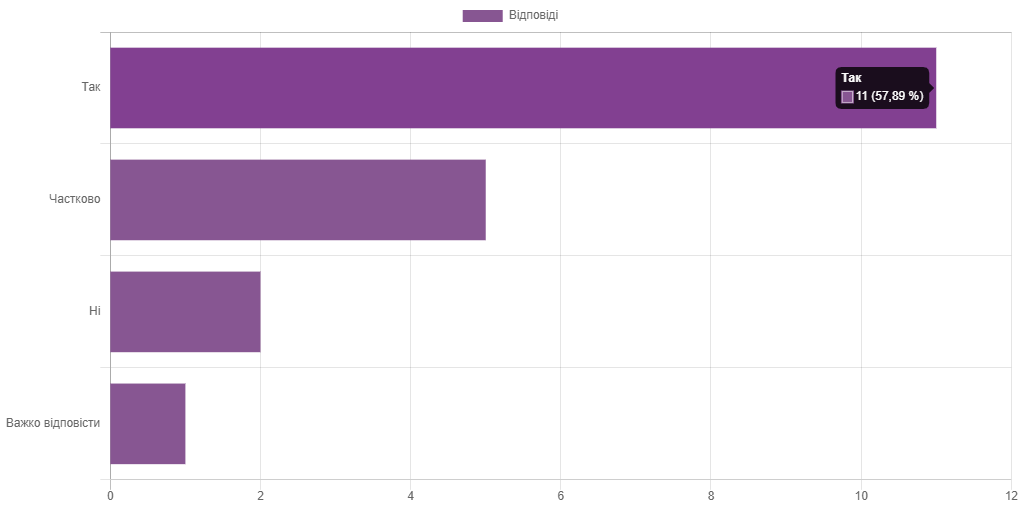 Відповіді
Так
Так
11 (57,89 %)
Частково
Ні
Важко відповісти
0 2 4 6 8 10 12